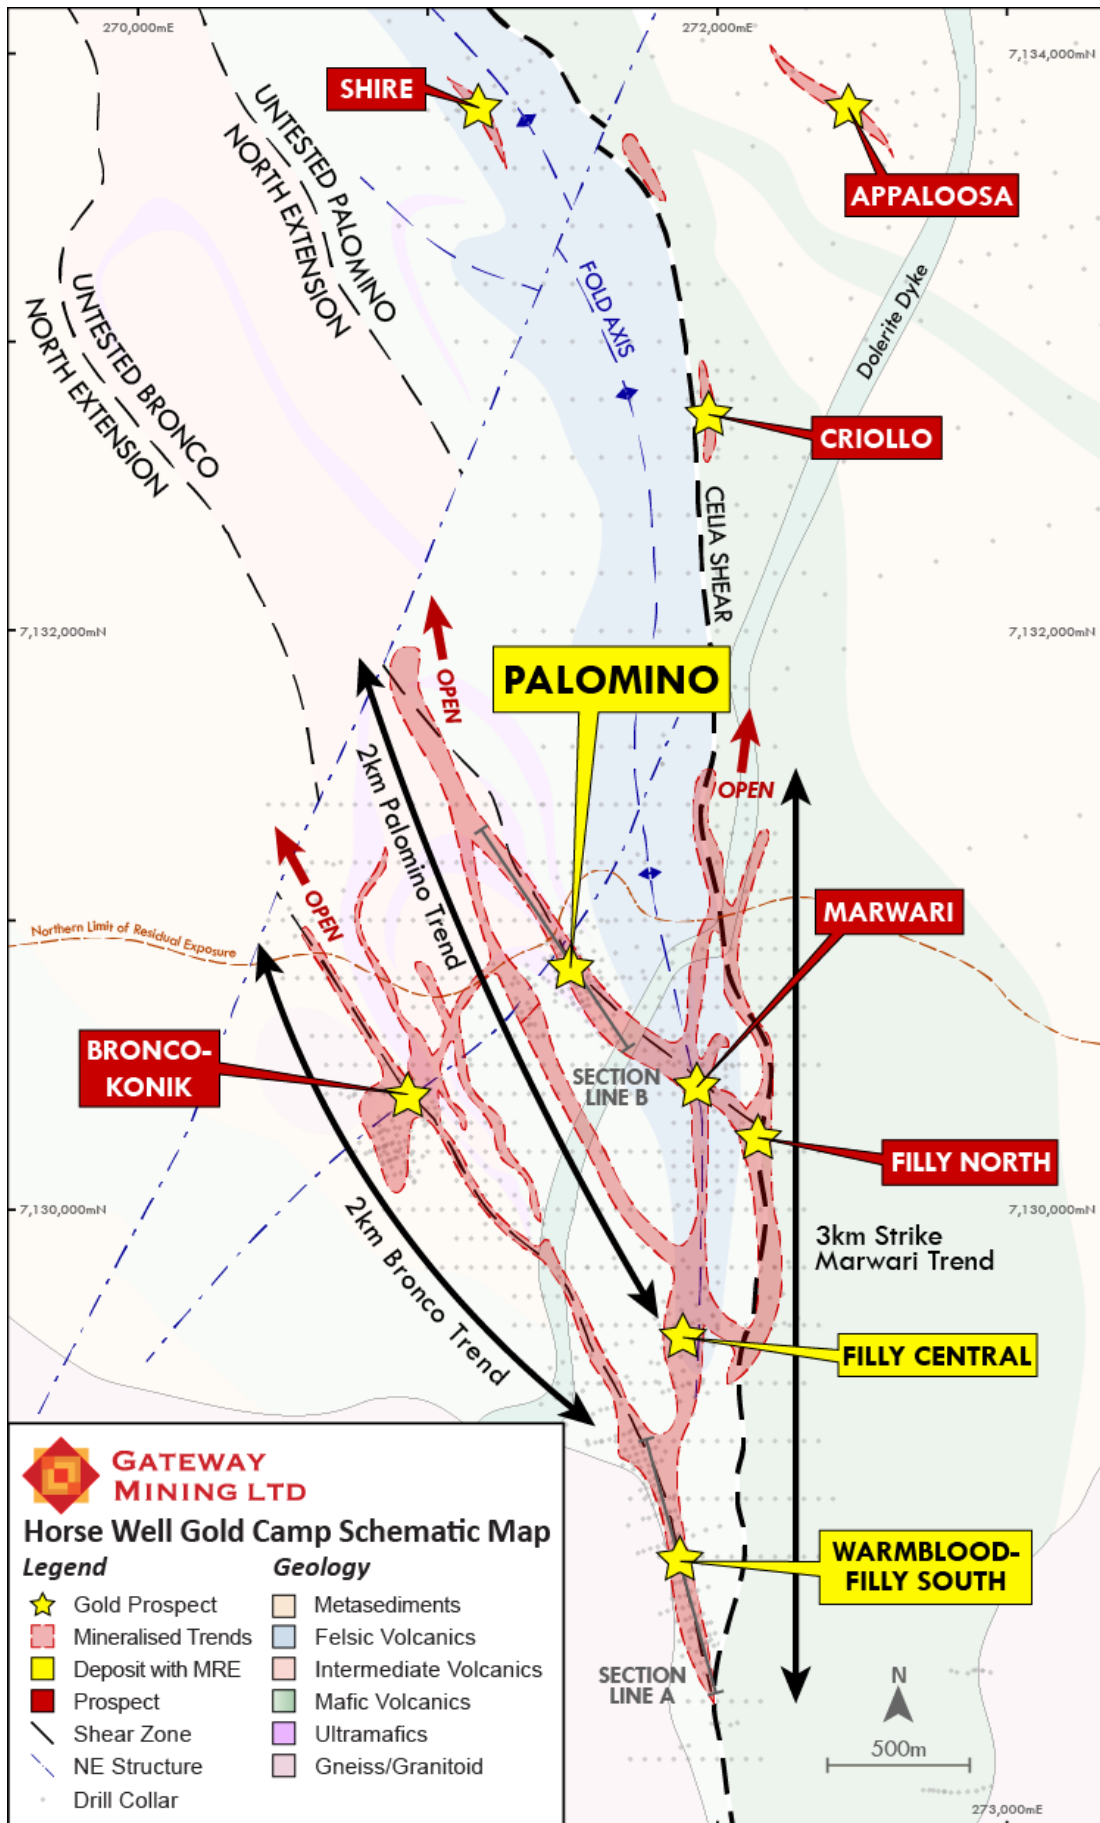 270,000mE
272,000mE
7,134,000mN
SHIRE
APPALOOSA
UNTESTED PALOMINO
NORTH EXTENSION
UNTESTED BRONCO
NORTH EXTENSION
FOLD AXIS
Dolerite Dyke
CRIOLLO
CELIA SHEAR
7,132,000mN
7,132,000mN
PALOMINO
OPEN
OPEN
2km Palomino Trend
OPEN
MARWARI
Northern Limit of Residual Exposure
BRONCO-
KONIK
SECTION
LINE B
FILLY NORTH
7,130,000mN
7,130,000mN
2km Bronco Trend
3km Strike
Marwari Trend
FILLY CENTRAL
GATEWAY
MINING LTD
Horse Well Gold Camp Schematic Map
WARMBLOOD-
FILLY SOUTH
Legend
Gold Prospect
Mineralised Trends
Deposit with MRE
Prospect
Shear Zone
NE Structure
Drill Collar
Geology
Metasediments
Felsic Volcanics
Intermediate Volcanics
Mafic Volcanics
Ultramafics
Gneiss/Granitoid
SECTION
LINE A
N
500m
273,000mE